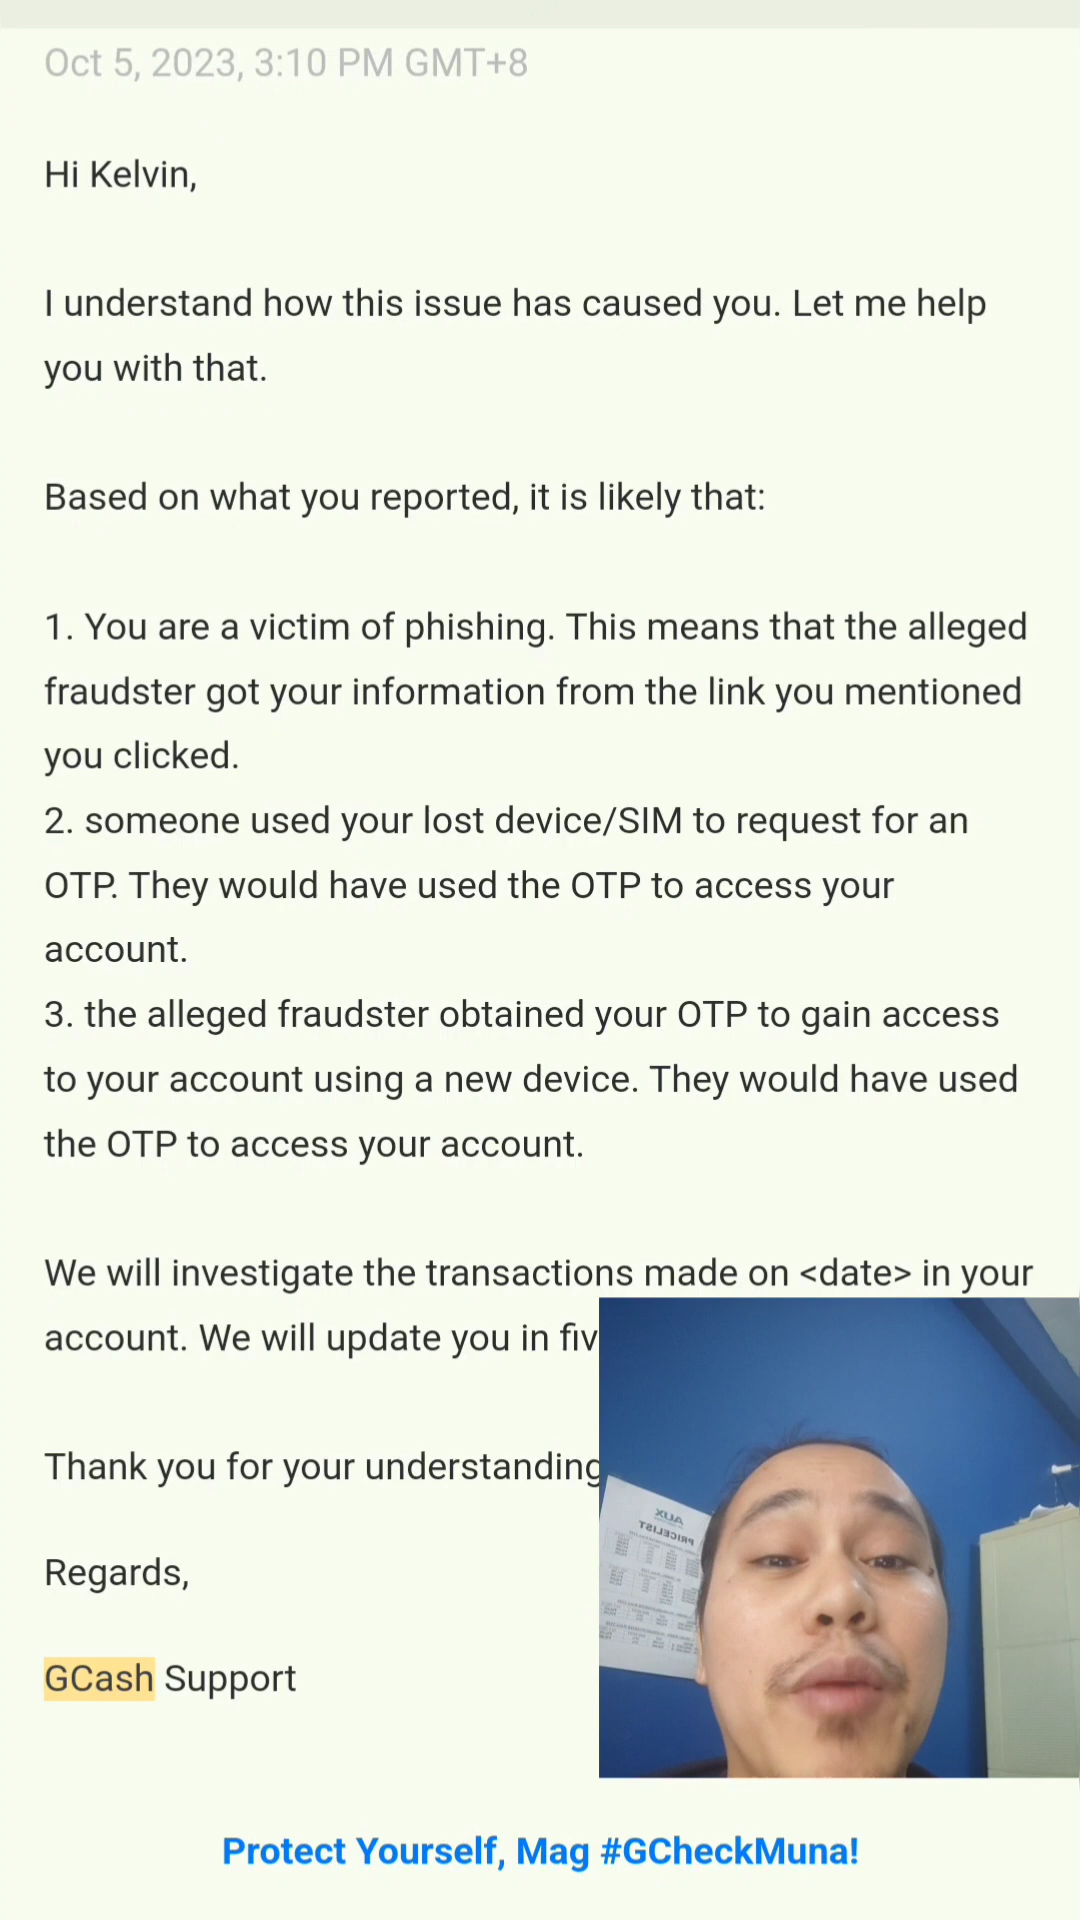 Oct 5, 2023, 3:10 PM GMT+8
Hi Kelvin,
I understand how this issue has caused you. Let me help
you with that.
Based on what you reported, it is likely that:
1. You are a victim of phishing. This means that the alleged
fraudster got your information from the link you mentioned
you clicked.
2. someone used your lost device/SIM to request for an
OTP. They would have used the OTP to access your
account.
3. the alleged fraudster obtained your OTP to gain access
to your account using a new device. They would have used
the OTP to access your account.
We will investigate the transactions made on <date> in your
account. We will update you in fiv
Thank you for your understanding
Regards,
GCash Support
AUX
PRICELIST
Protect Yourself, Mag #GCheckMuna!